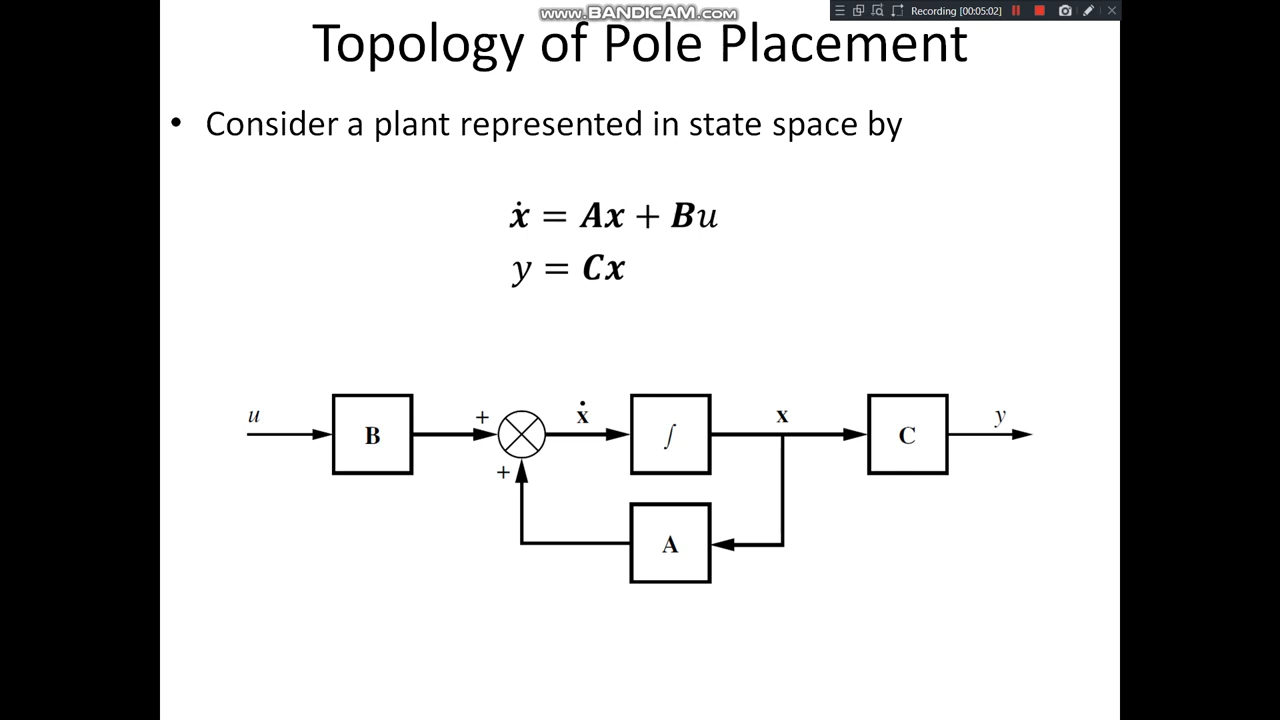 www.BANDICAM.com
Recording [00:05:02]
Topology of Pole Placement
• Consider a plant represented in state space by
ẋ = Ax + Bu
y = Cx
u
B
+
+
ẋ
∫
x
C
y
A